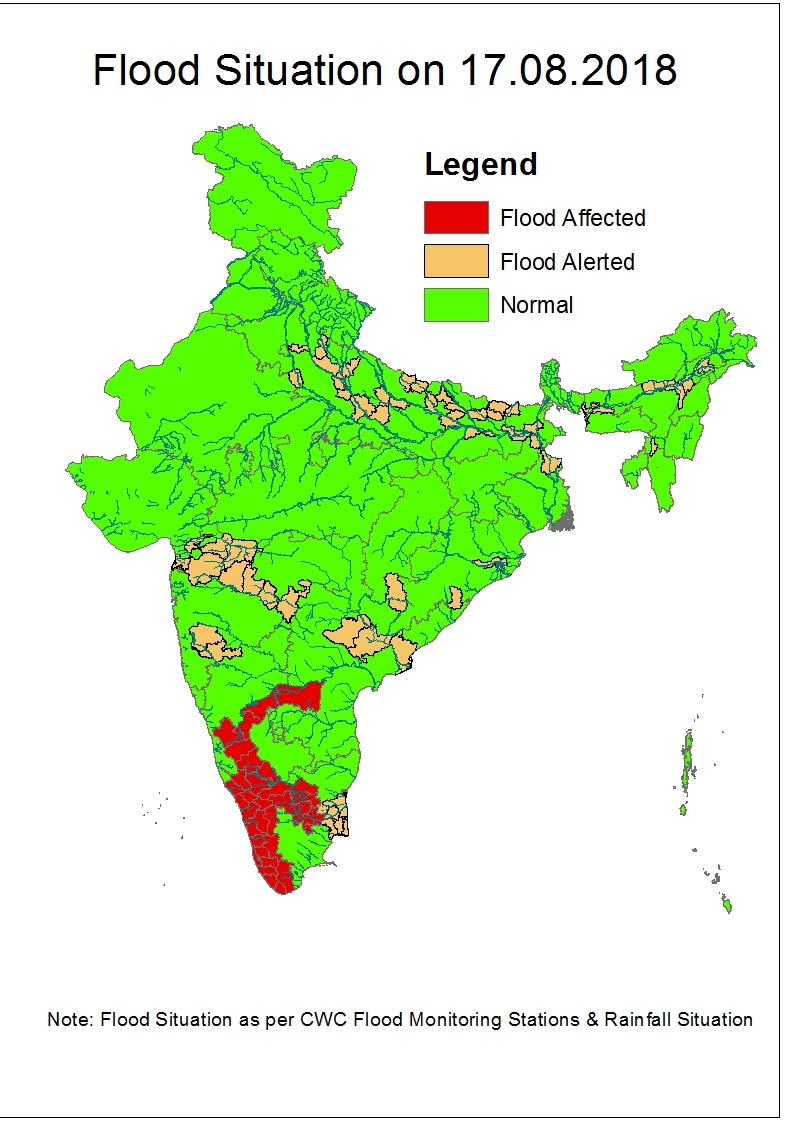 Flood Situation on 17.08.2018
Legend
Flood Affected
Flood Alerted
Normal
Note: Flood Situation as per CWC Flood Monitoring Stations & Rainfall Situation